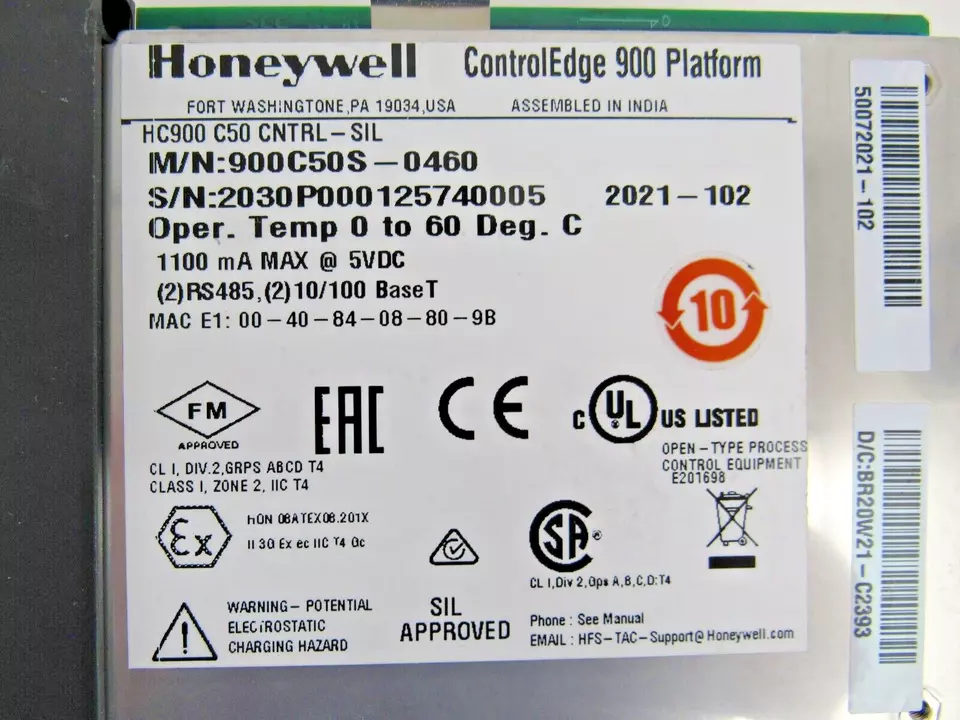 Honeywell ControlEdge 900 Platform
FORT WASHINGTONE,PA 19034,USA ASSEMBLED IN INDIA
HC900 C50 CNTRL-SIL
M/N:900C50S-0460
S/N:2030P000125740005 2021-102
Oper. Temp 0 to 60 Deg. C
1100 mA MAX @ 5VDC
(2)RS485,(2)10/100 BaseT
MAC E1: 00-40-84-08-80-9B
10
FM
APPROVED
EAC
CE
c UL US LISTED
OPEN-TYPE PROCESS
CONTROL EQUIPMENT
E201698
CL I, DIV.2,GRPS ABCD T4
CLASS I, ZONE 2, IIC T4
Ex
HON 08ATEX08.201X
II 3G Ex ec IIC T4 Gc
CSA
CL I,Div 2,Gps A,B,C,D:T4
WARNING- POTENTIAL
ELECTROSTATIC
CHARGING HAZARD
SIL
APPROVED
Phone : See Manual
EMAIL : HFS-TAC-Support@Honeywell.com
50072021-102
D/C:BR20W21-C2393